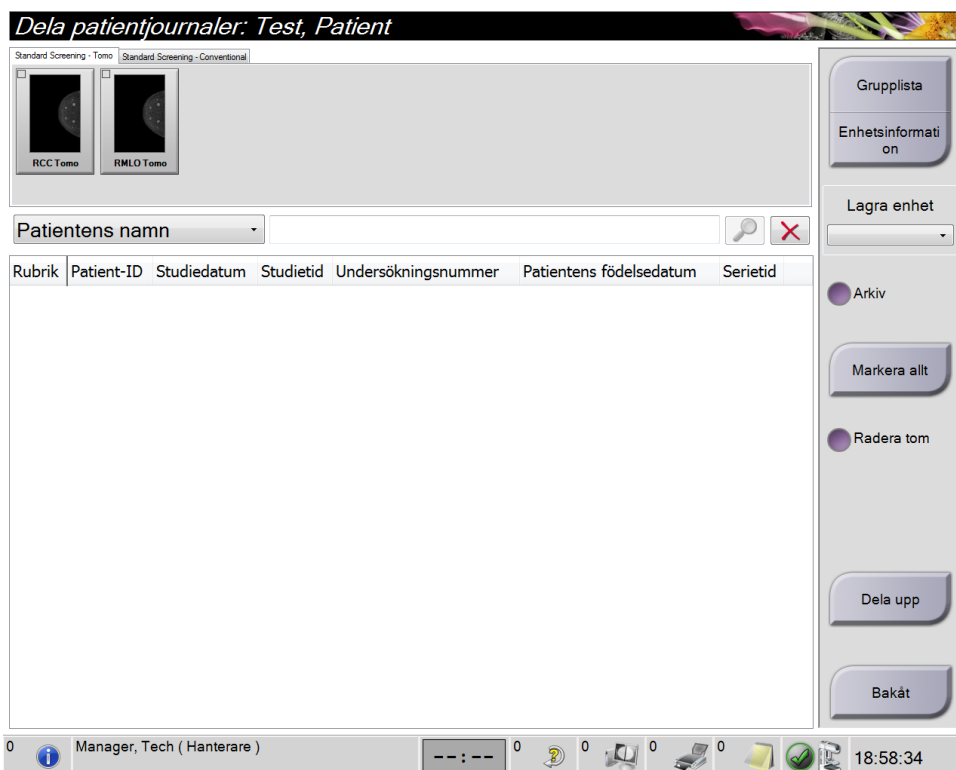 Dela patientjournaler: Test, Patient
Standard Screening - Tomo Standard Screening - Conventional
RCC Tomo RMLO Tomo
Patientens namn
Rubrik Patient-ID Studiedatum Studietid Undersökningsnummer Patientens födelsedatum Serietid
Grupplista
Enhetsinformati
on
Lagra enhet
Arkiv
Markera allt
Radera tom
Dela upp
Bakåt
0 Manager, Tech ( Hanterare ) --:-- 0 0 0 0 18:58:34